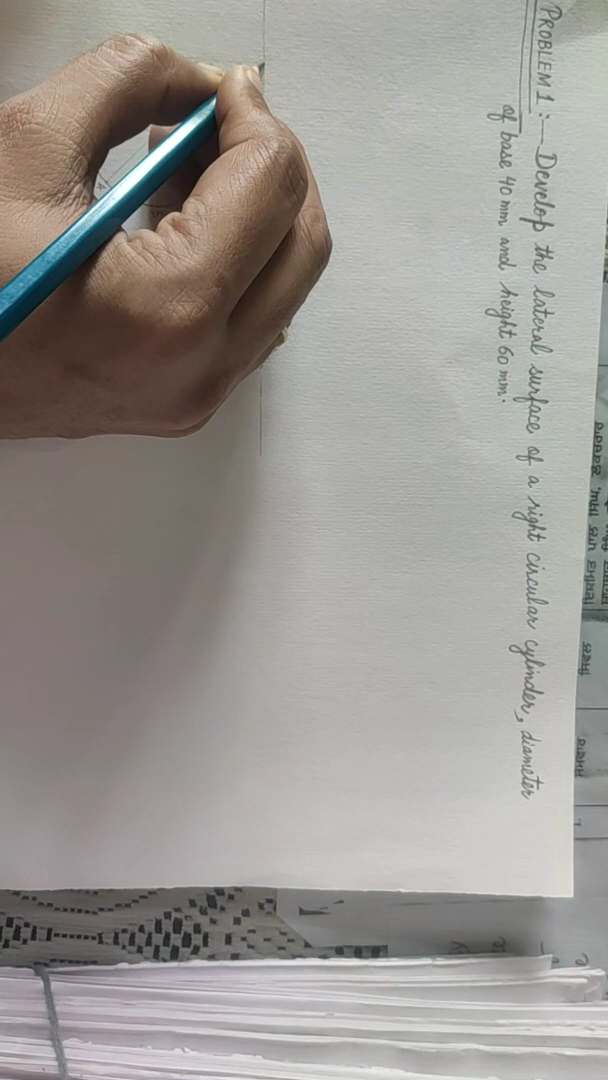 PROBLEM 1 :— Develop the lateral surface of a right circular cylinder, diameter
of base 40 mm and height 60 mm.